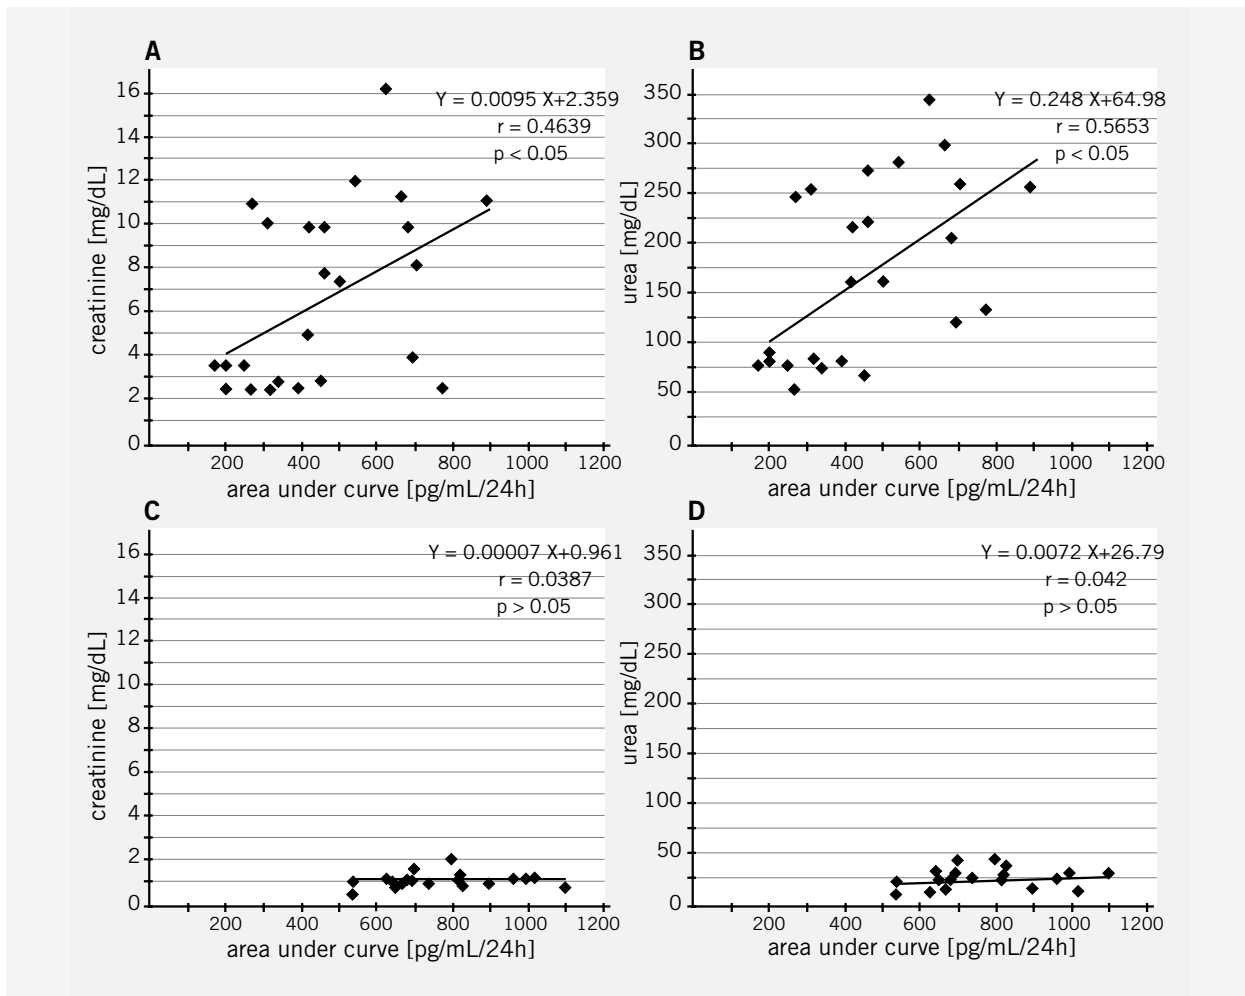 A
16
14
12
10
8
6
4
2
0
creatinine [mg/dL]
Y = 0.0095 X+2.359
r = 0.4639
p < 0.05
200 400 600 800 1000 1200
area under curve [pg/mL/24h]
B
350
300
250
200
150
100
50
0
urea [mg/dL]
Y = 0.248 X+64.98
r = 0.5653
p < 0.05
200 400 600 800 1000 1200
area under curve [pg/mL/24h]
C
16
14
12
10
8
6
4
2
0
creatinine [mg/dL]
Y = 0.00007 X+0.961
r = 0.0387
p > 0.05
200 400 600 800 1000 1200
area under curve [pg/mL/24h]
D
350
300
250
200
150
100
50
0
urea [mg/dL]
Y = 0.0072 X+26.79
r = 0.042
p > 0.05
200 400 600 800 1000 1200
area under curve [pg/mL/24h]